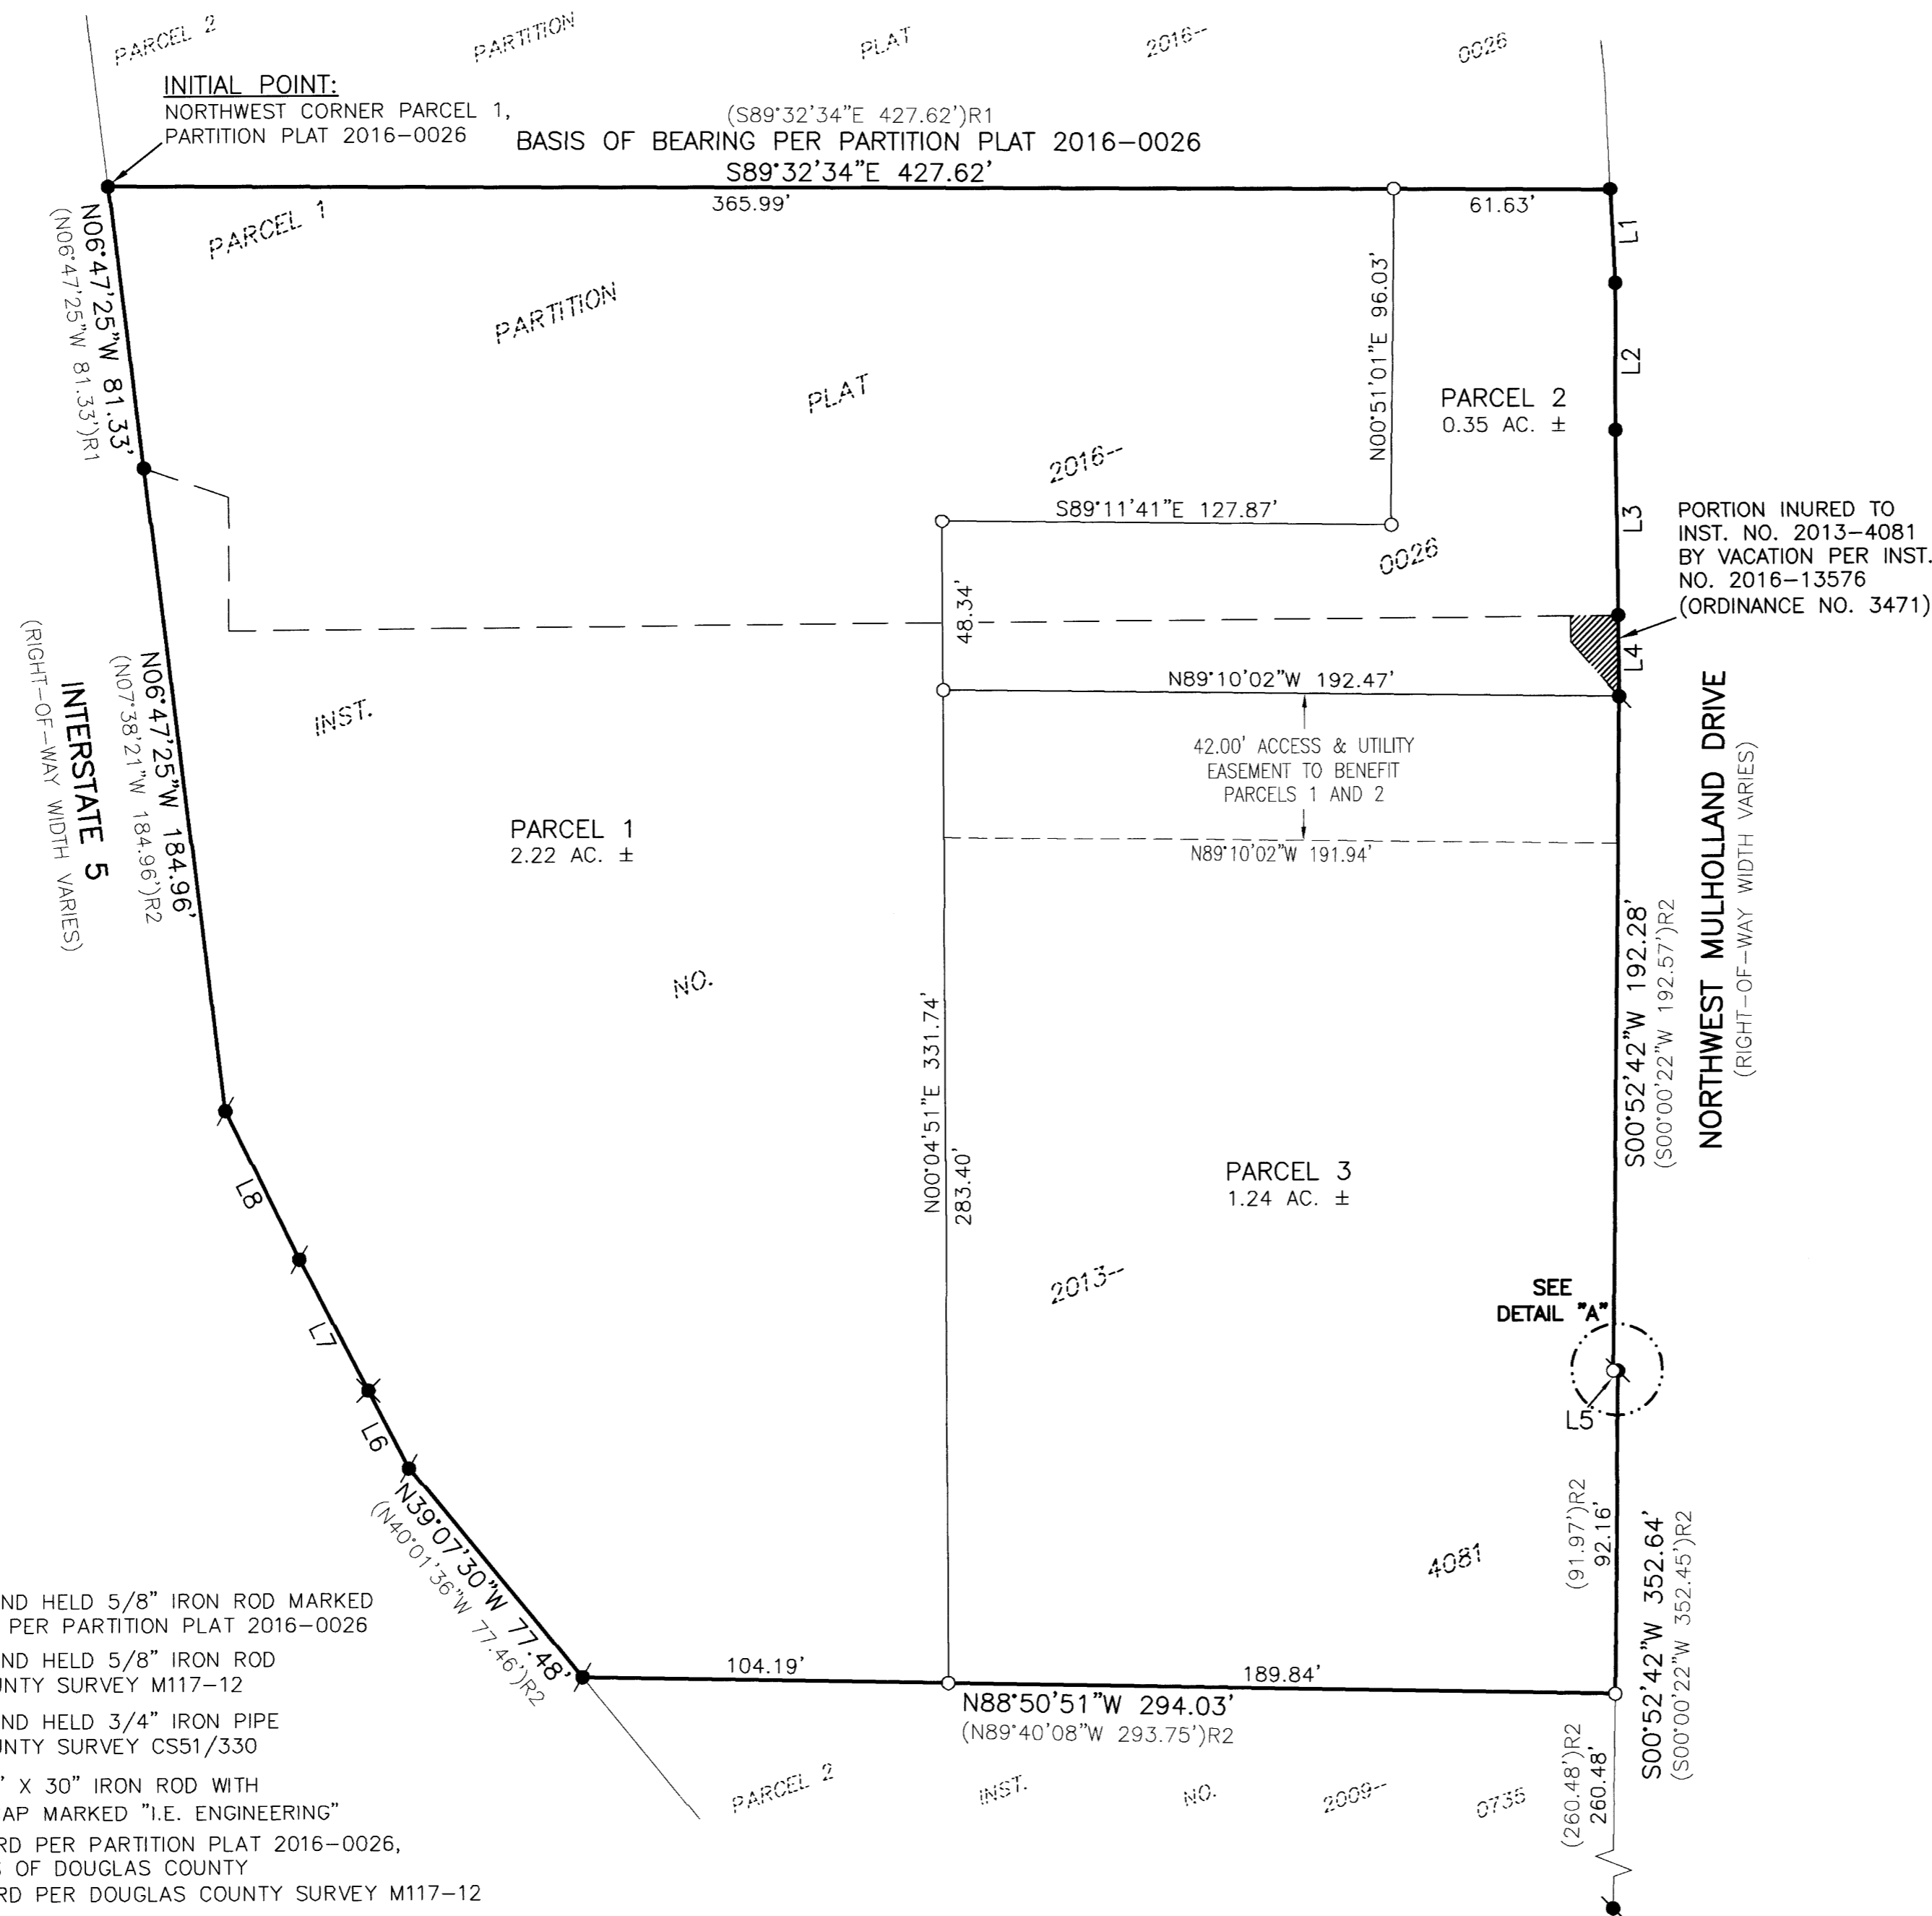 PARCEL 2 PARTITION PLAT 2016-- 0026
INITIAL POINT:
NORTHWEST CORNER PARCEL 1,
PARTITION PLAT 2016-0026
(S89°32'34"E 427.62')R1
BASIS OF BEARING PER PARTITION PLAT 2016-0026
S89°32'34"E 427.62'
365.99'
61.63'
N06°47'25"W 81.33'
(N06°47'25"W 81.33')R1
PARCEL 1
PARTITION
PLAT
2016--
0026
N00°51'01"E 96.03'
L1
L2
L3
L4
PARCEL 2
0.35 AC. ±
S89°11'41"E 127.87'
48.34'
PORTION INURED TO
INST. NO. 2013-4081
BY VACATION PER INST.
NO. 2016-13576
(ORDINANCE NO. 3471)
N89°10'02"W 192.47'
42.00' ACCESS & UTILITY
EASEMENT TO BENEFIT
PARCELS 1 AND 2
N89°10'02"W 191.94'
INTERSTATE 5
(RIGHT-OF-WAY WIDTH VARIES)
N06°47'25"W 184.96'
(N07°38'21"W 184.96')R2
INST.
NO.
2013--
4081
PARCEL 1
2.22 AC. ±
NORTHWEST MULHOLLAND DRIVE
(RIGHT-OF-WAY WIDTH VARIES)
S00°52'42"W 192.28'
(S00°00'22"W 192.57')R2
N00°04'51"E 331.74'
283.40'
PARCEL 3
1.24 AC. ±
SEE
DETAIL "A"
L5
L8
L7
L6
N39°07'30"W 77.48'
(N40°01'36"W 77.46')R2
(91.97')R2
92.16'
S00°52'42"W 352.64'
(S00°00'22"W 352.45')R2
104.19'
189.84'
N88°50'51"W 294.03'
(N89°40'08"W 293.75')R2
(260.48')R2
260.48'
PARCEL 2 INST. NO. 2009-- 0735
ND HELD 5/8" IRON ROD MARKED
PER PARTITION PLAT 2016-0026
ND HELD 5/8" IRON ROD
UNTY SURVEY M117-12
ND HELD 3/4" IRON PIPE
UNTY SURVEY CS51/330
" X 30" IRON ROD WITH
AP MARKED "I.E. ENGINEERING"
RD PER PARTITION PLAT 2016-0026,
S OF DOUGLAS COUNTY
RD PER DOUGLAS COUNTY SURVEY M117-12